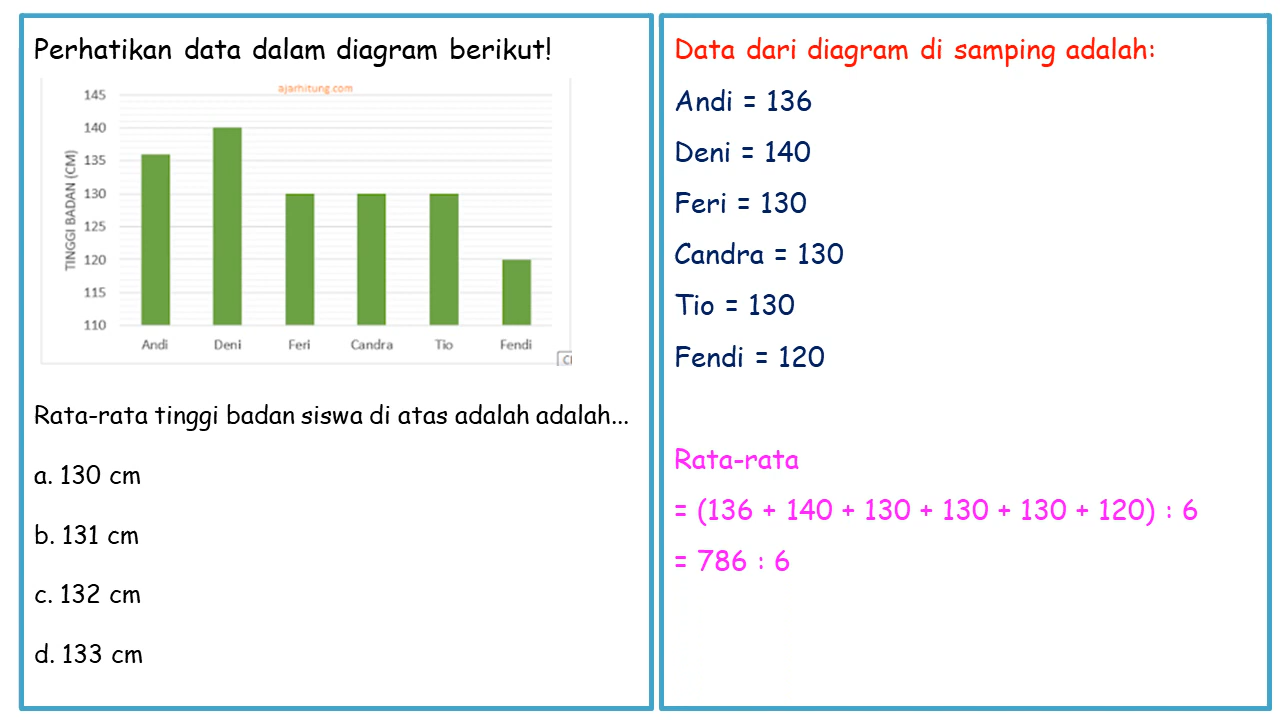 Perhatikan data dalam diagram berikut!
ajarhitung.com
TINGGI BADAN (CM)
145
140
135
130
125
120
115
110
Andi Deni Feri Candra Tio Fendi
Rata-rata tinggi badan siswa di atas adalah adalah...
a. 130 cm
b. 131 cm
c. 132 cm
d. 133 cm
Data dari diagram di samping adalah:
Andi = 136
Deni = 140
Feri = 130
Candra = 130
Tio = 130
Fendi = 120
Rata-rata
= (136 + 140 + 130 + 130 + 130 + 120) : 6
= 786 : 6